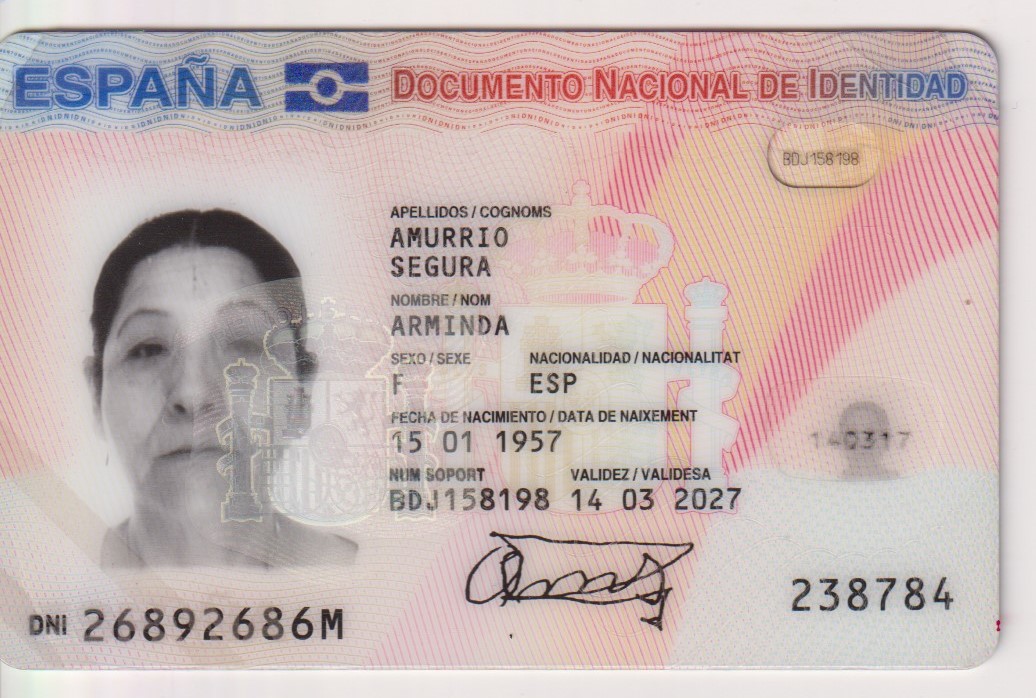 ESPAÑA DOCUMENTO NACIONAL DE IDENTIDAD
BDJ158198
APELLIDOS / COGNOMS
AMURRIO
SEGURA
NOMBRE / NOM
ARMINDA
SEXO / SEXE NACIONALIDAD / NACIONALITAT
F ESP
FECHA DE NACIMIENTO / DATA DE NAIXEMENT
15 01 1957
140317
NUM SOPORT VALIDEZ / VALIDESA
BDJ158198 14 03 2027
238784
DNI 26892686M